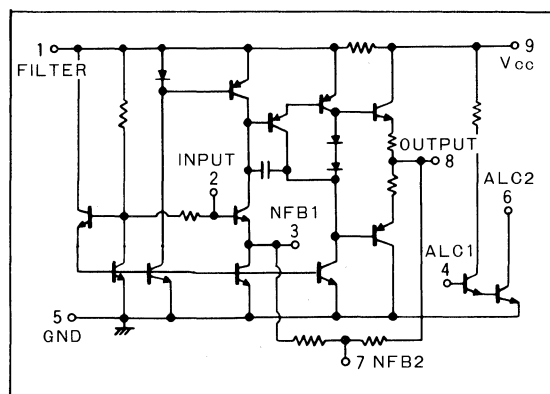 1
FILTER
9
Vcc
INPUT
2
OUTPUT
8
NFB1
3
ALC2
6
ALC1
4
5
GND
7 NFB2